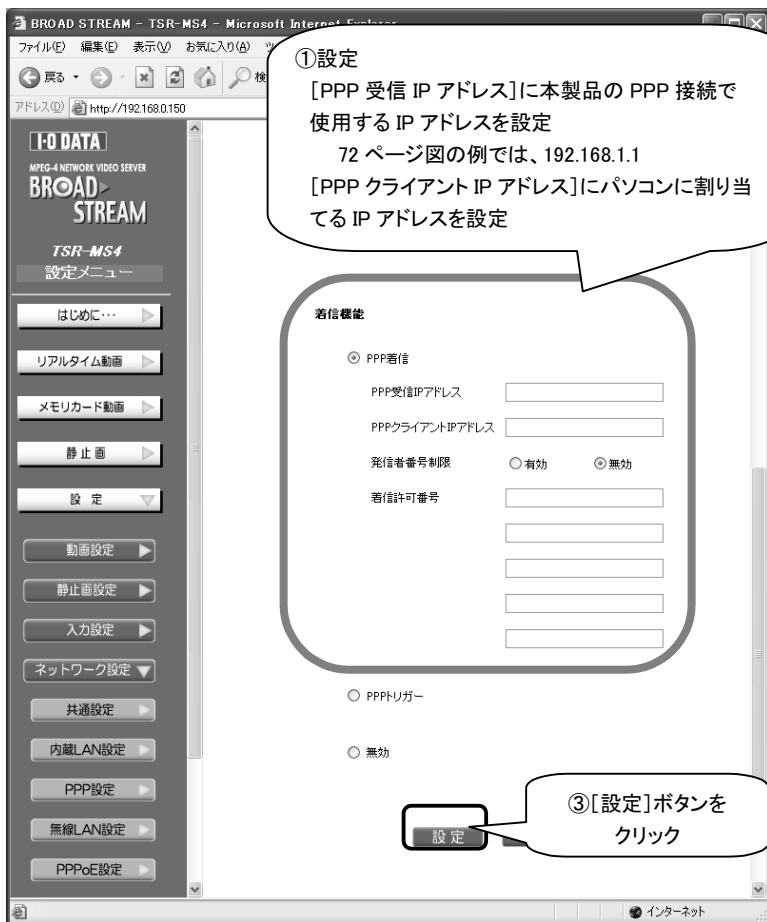 BROAD STREAM - TSR-MS4 - Microsoft Internet Explorer
ファイル(F) 編集(E) 表示(V) お気に入り(A)
戻る
アドレス(D) http://192.168.0.150
①設定
[PPP 受信 IP アドレス]に本製品の PPP 接続で
使用する IP アドレスを設定
72 ページ図の例では、192.168.1.1
[PPP クライアント IP アドレス]にパソコンに割り当
てる IP アドレスを設定
I-O DATA
MPEG-4 NETWORK VIDEO SERVER
BROAD
STREAM
TSR-MS4
設定メニュー
はじめに…
リアルタイム動画
メモリカード動画
静止画
設定
動画設定
静止画設定
入力設定
ネットワーク設定
共通設定
内蔵LAN設定
PPP設定
無線LAN設定
PPPoE設定
着信機能
PPP着信
PPP受信IPアドレス
PPPクライアントIPアドレス
発信者番号制限 有効 無効
着信許可番号
PPPトリガー
無効
設定
③[設定]ボタンを
クリック
インターネット